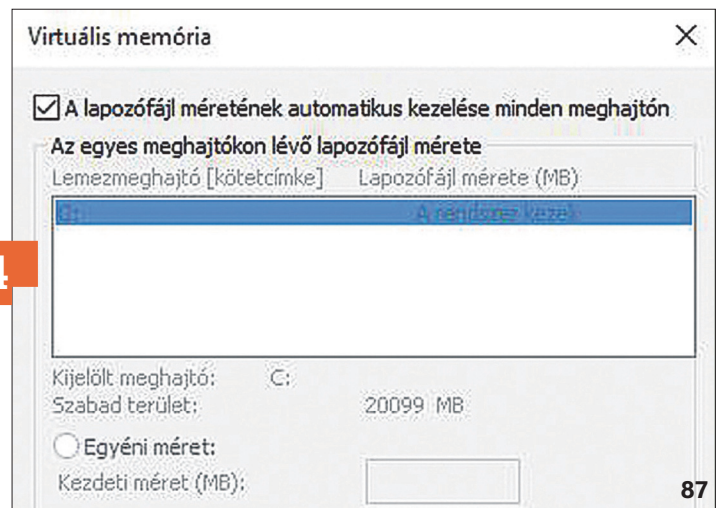 Virtuális memória
A lapozófájl méretének automatikus kezelése minden meghajtón
Az egyes meghajtókon lévő lapozófájl mérete
Lemezmeghajtó [kötetcímke] Lapozófájl mérete (MB)
C: A rendszer kezeli
4
Kijelölt meghajtó: C:
Szabad terület: 20099 MB
Egyéni méret:
Kezdeti méret (MB):
87